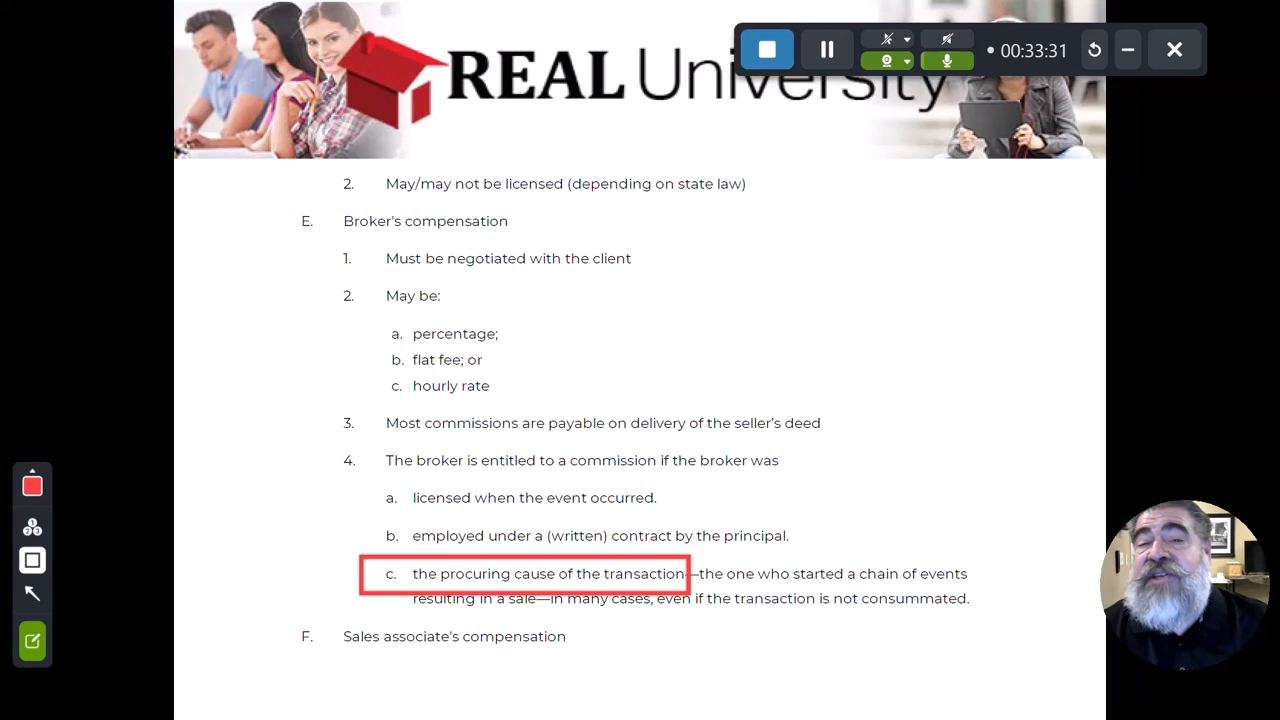 REAL University
00:33:31
2. May/may not be licensed (depending on state law)
E. Broker's compensation
1. Must be negotiated with the client
2. May be:
a. percentage;
b. flat fee; or
c. hourly rate
3. Most commissions are payable on delivery of the seller's deed
4. The broker is entitled to a commission if the broker was
a. licensed when the event occurred.
b. employed under a (written) contract by the principal.
c. the procuring cause of the transaction—the one who started a chain of events
resulting in a sale—in many cases, even if the transaction is not consummated.
F. Sales associate's compensation